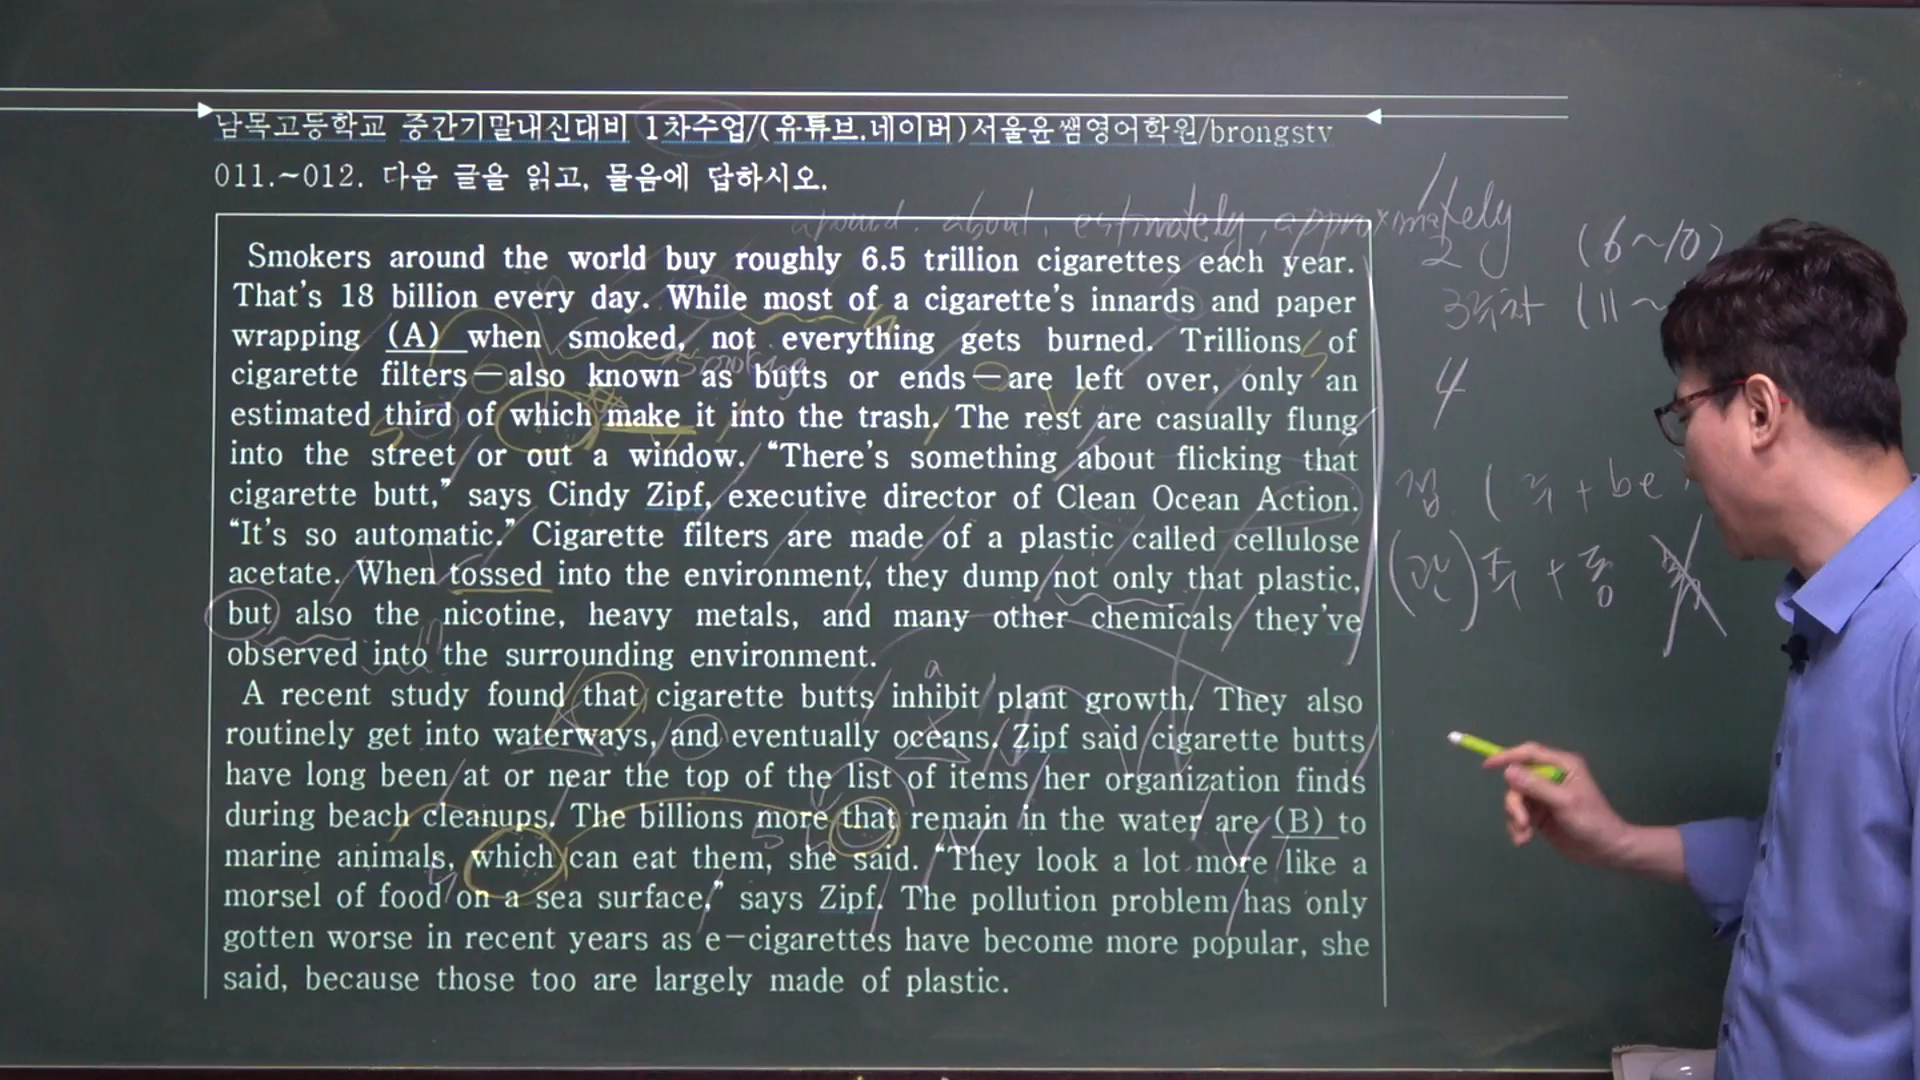 남목고등학교 중간기말내신대비 1차수업/(유튜브.네이버)서울윤쌤영어학원/brongstv
011.~012. 다음 글을 읽고, 물음에 답하시오.
around. about. estimately, approximately
2 (6~10)
Smokers around the world buy roughly 6.5 trillion cigarettes each year.
That's 18 billion every day. While most of a cigarette's innards and paper
3주차 (11~
wrapping (A) when smoked, not everything gets burned. Trillions of
smoking
cigarette filters—also known as butts or ends—are left over, only an
4
estimated third of which make it into the trash. The rest are casually flung
into the street or out a window. “There's something about flicking that
cigarette butt,” says Cindy Zipf, executive director of Clean Ocean Action.
(주+be
“It's so automatic.” Cigarette filters are made of a plastic called cellulose
acetate. When tossed into the environment, they dump not only that plastic,
(간)주+동
but also the nicotine, heavy metals, and many other chemicals they've
observed into the surrounding environment.
A recent study found that cigarette butts inhibit plant growth. They also
routinely get into waterways, and eventually oceans. Zipf said cigarette butts
have long been at or near the top of the list of items her organization finds
during beach cleanups. The billions more that remain in the water are (B) to
marine animals, which can eat them, she said. “They look a lot more like a
morsel of food on a sea surface,” says Zipf. The pollution problem has only
gotten worse in recent years as e-cigarettes have become more popular, she
said, because those too are largely made of plastic.